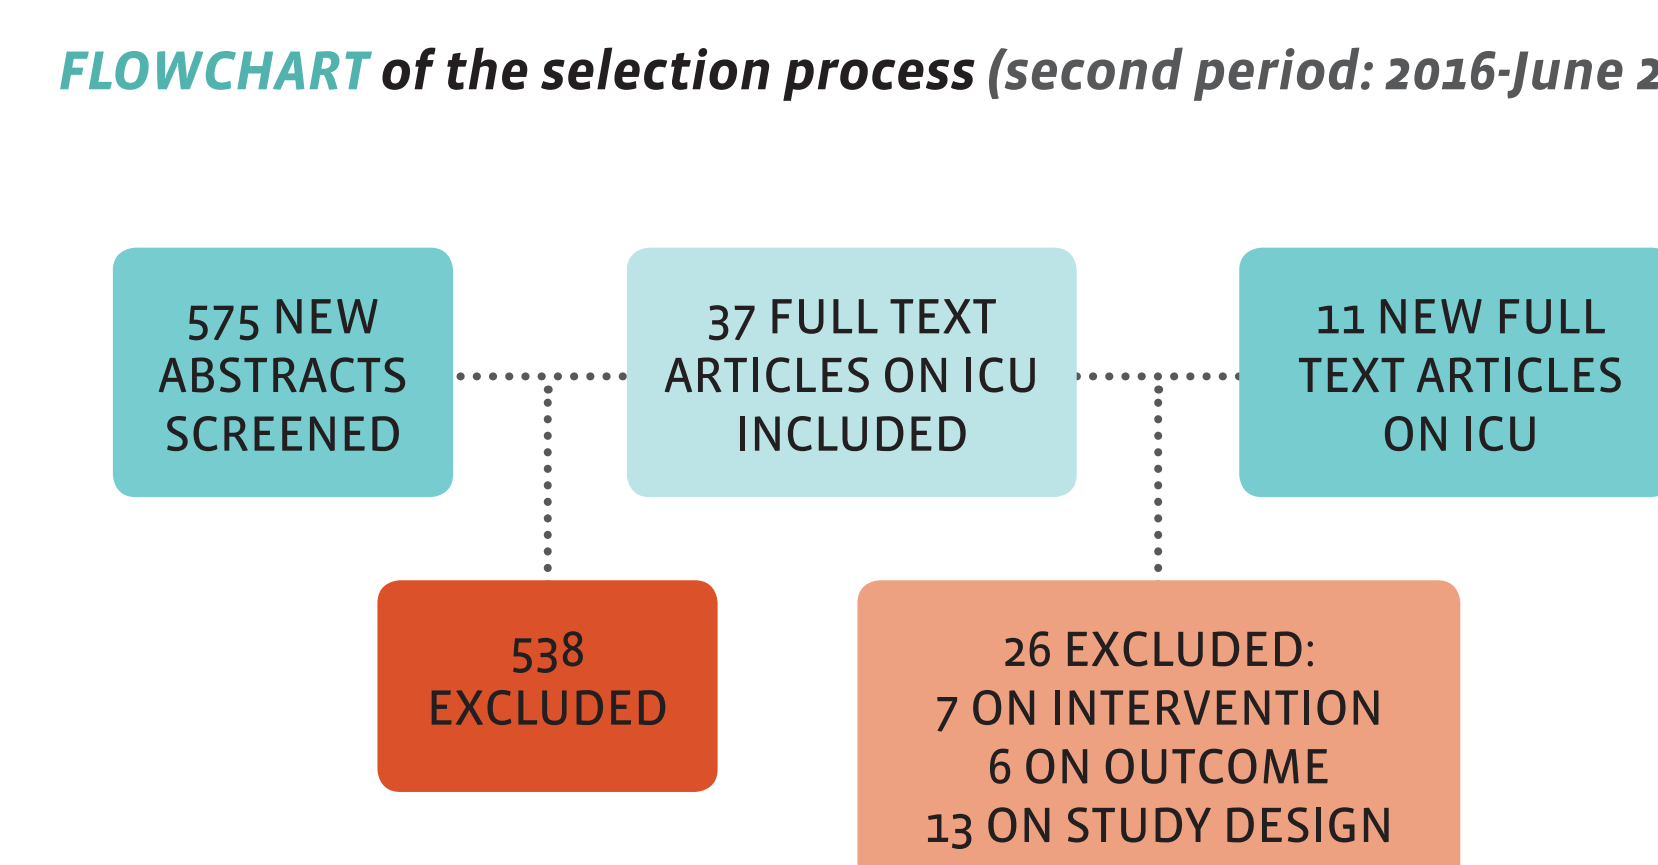 FLOWCHART of the selection process (second period: 2016-June
575 NEW
ABSTRACTS
SCREENED
37 FULL TEXT
ARTICLES ON ICU
INCLUDED
11 NEW FULL
TEXT ARTICLES
ON ICU
538
EXCLUDED
26 EXCLUDED:
7 ON INTERVENTION
6 ON OUTCOME
13 ON STUDY DESIGN